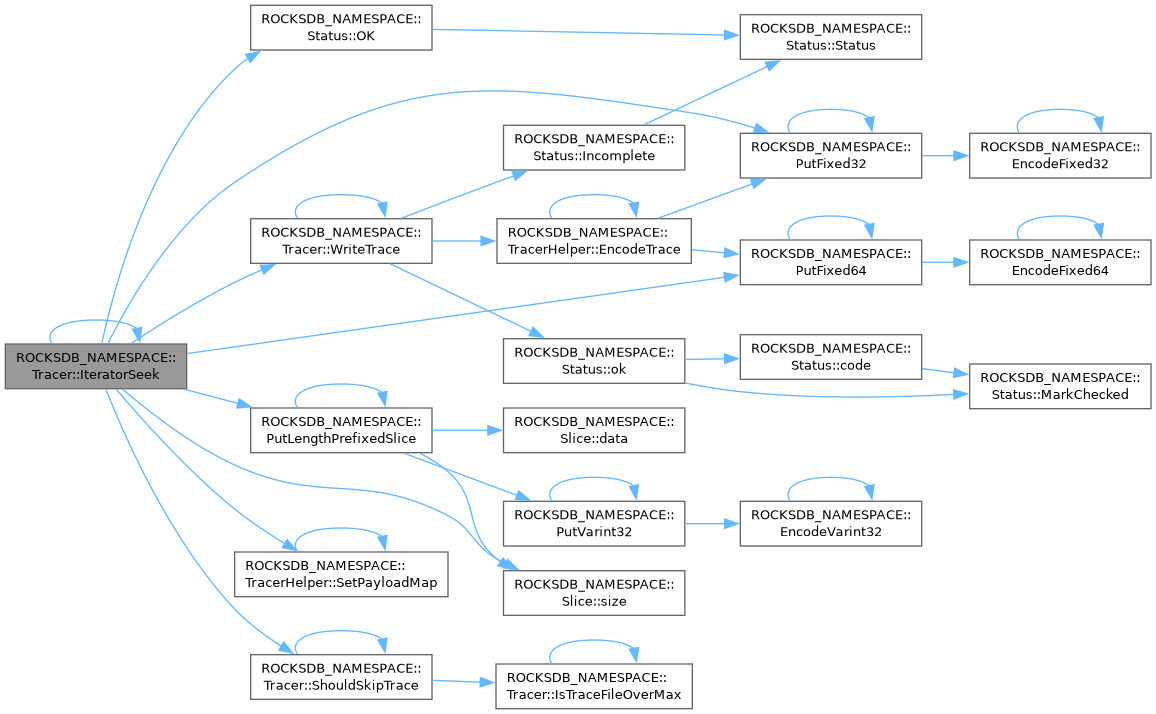 ROCKSDB_NAMESPACE::
Status::OK
ROCKSDB_NAMESPACE::
Status::Status
ROCKSDB_NAMESPACE::
Status::Incomplete
ROCKSDB_NAMESPACE::
PutFixed32
ROCKSDB_NAMESPACE::
EncodeFixed32
ROCKSDB_NAMESPACE::
Tracer::WriteTrace
ROCKSDB_NAMESPACE::
TracerHelper::EncodeTrace
ROCKSDB_NAMESPACE::
PutFixed64
ROCKSDB_NAMESPACE::
EncodeFixed64
ROCKSDB_NAMESPACE::
Tracer::IteratorSeek
ROCKSDB_NAMESPACE::
Status::ok
ROCKSDB_NAMESPACE::
Status::code
ROCKSDB_NAMESPACE::
Status::MarkChecked
ROCKSDB_NAMESPACE::
PutLengthPrefixedSlice
ROCKSDB_NAMESPACE::
Slice::data
ROCKSDB_NAMESPACE::
PutVarint32
ROCKSDB_NAMESPACE::
EncodeVarint32
ROCKSDB_NAMESPACE::
TracerHelper::SetPayloadMap
ROCKSDB_NAMESPACE::
Slice::size
ROCKSDB_NAMESPACE::
Tracer::ShouldSkipTrace
ROCKSDB_NAMESPACE::
Tracer::IsTraceFileOverMax